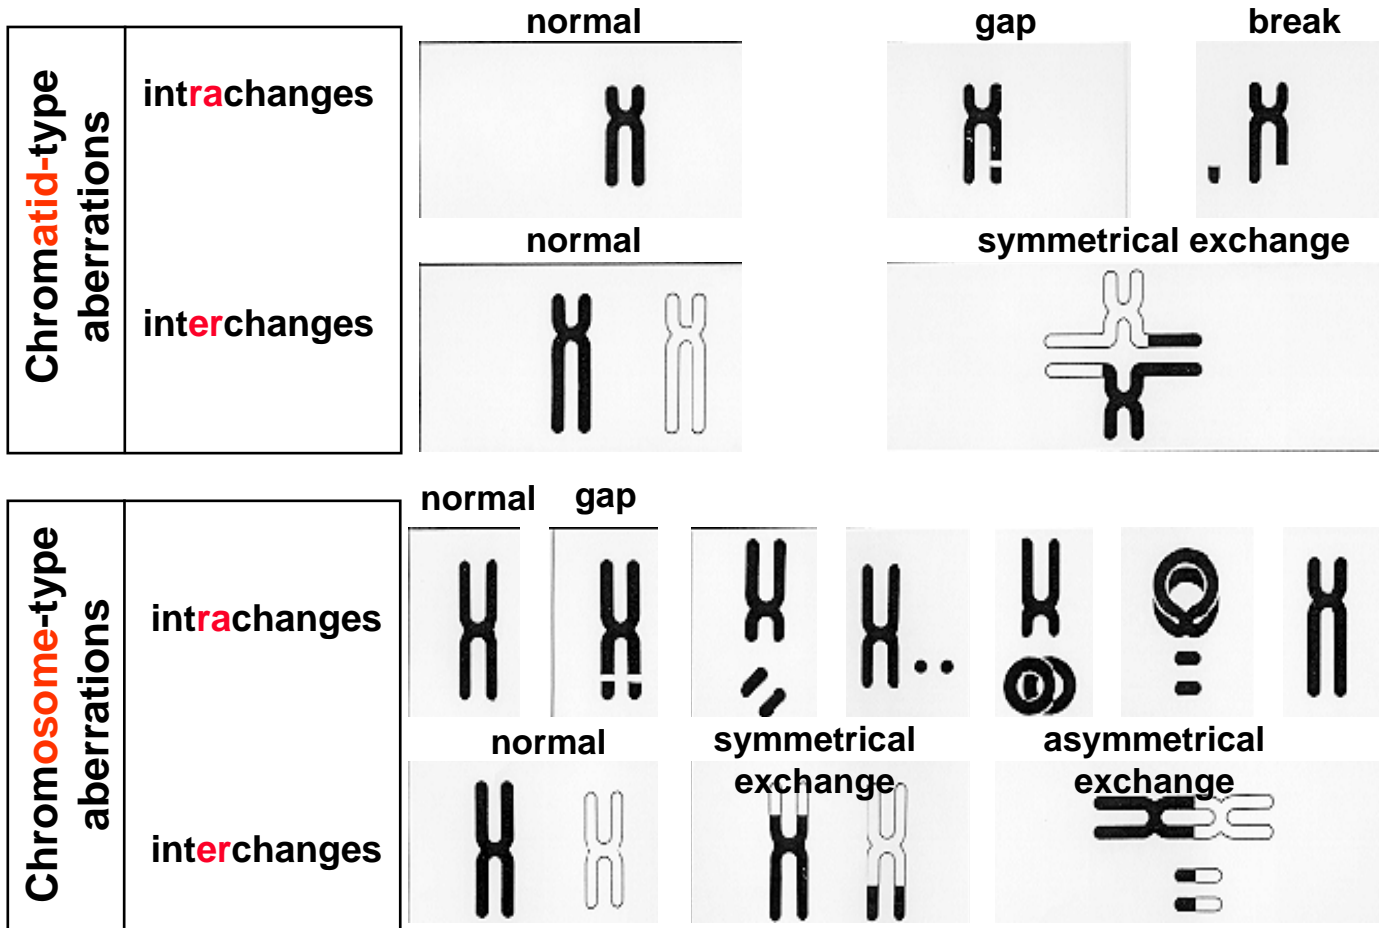 Chromatid-type
aberrations
intrachanges
normal
gap
break
interchanges
normal
symmetrical exchange
Chromosome-type
aberrations
intrachanges
normal
gap
interchanges
normal
symmetrical
exchange
asymmetrical
exchange